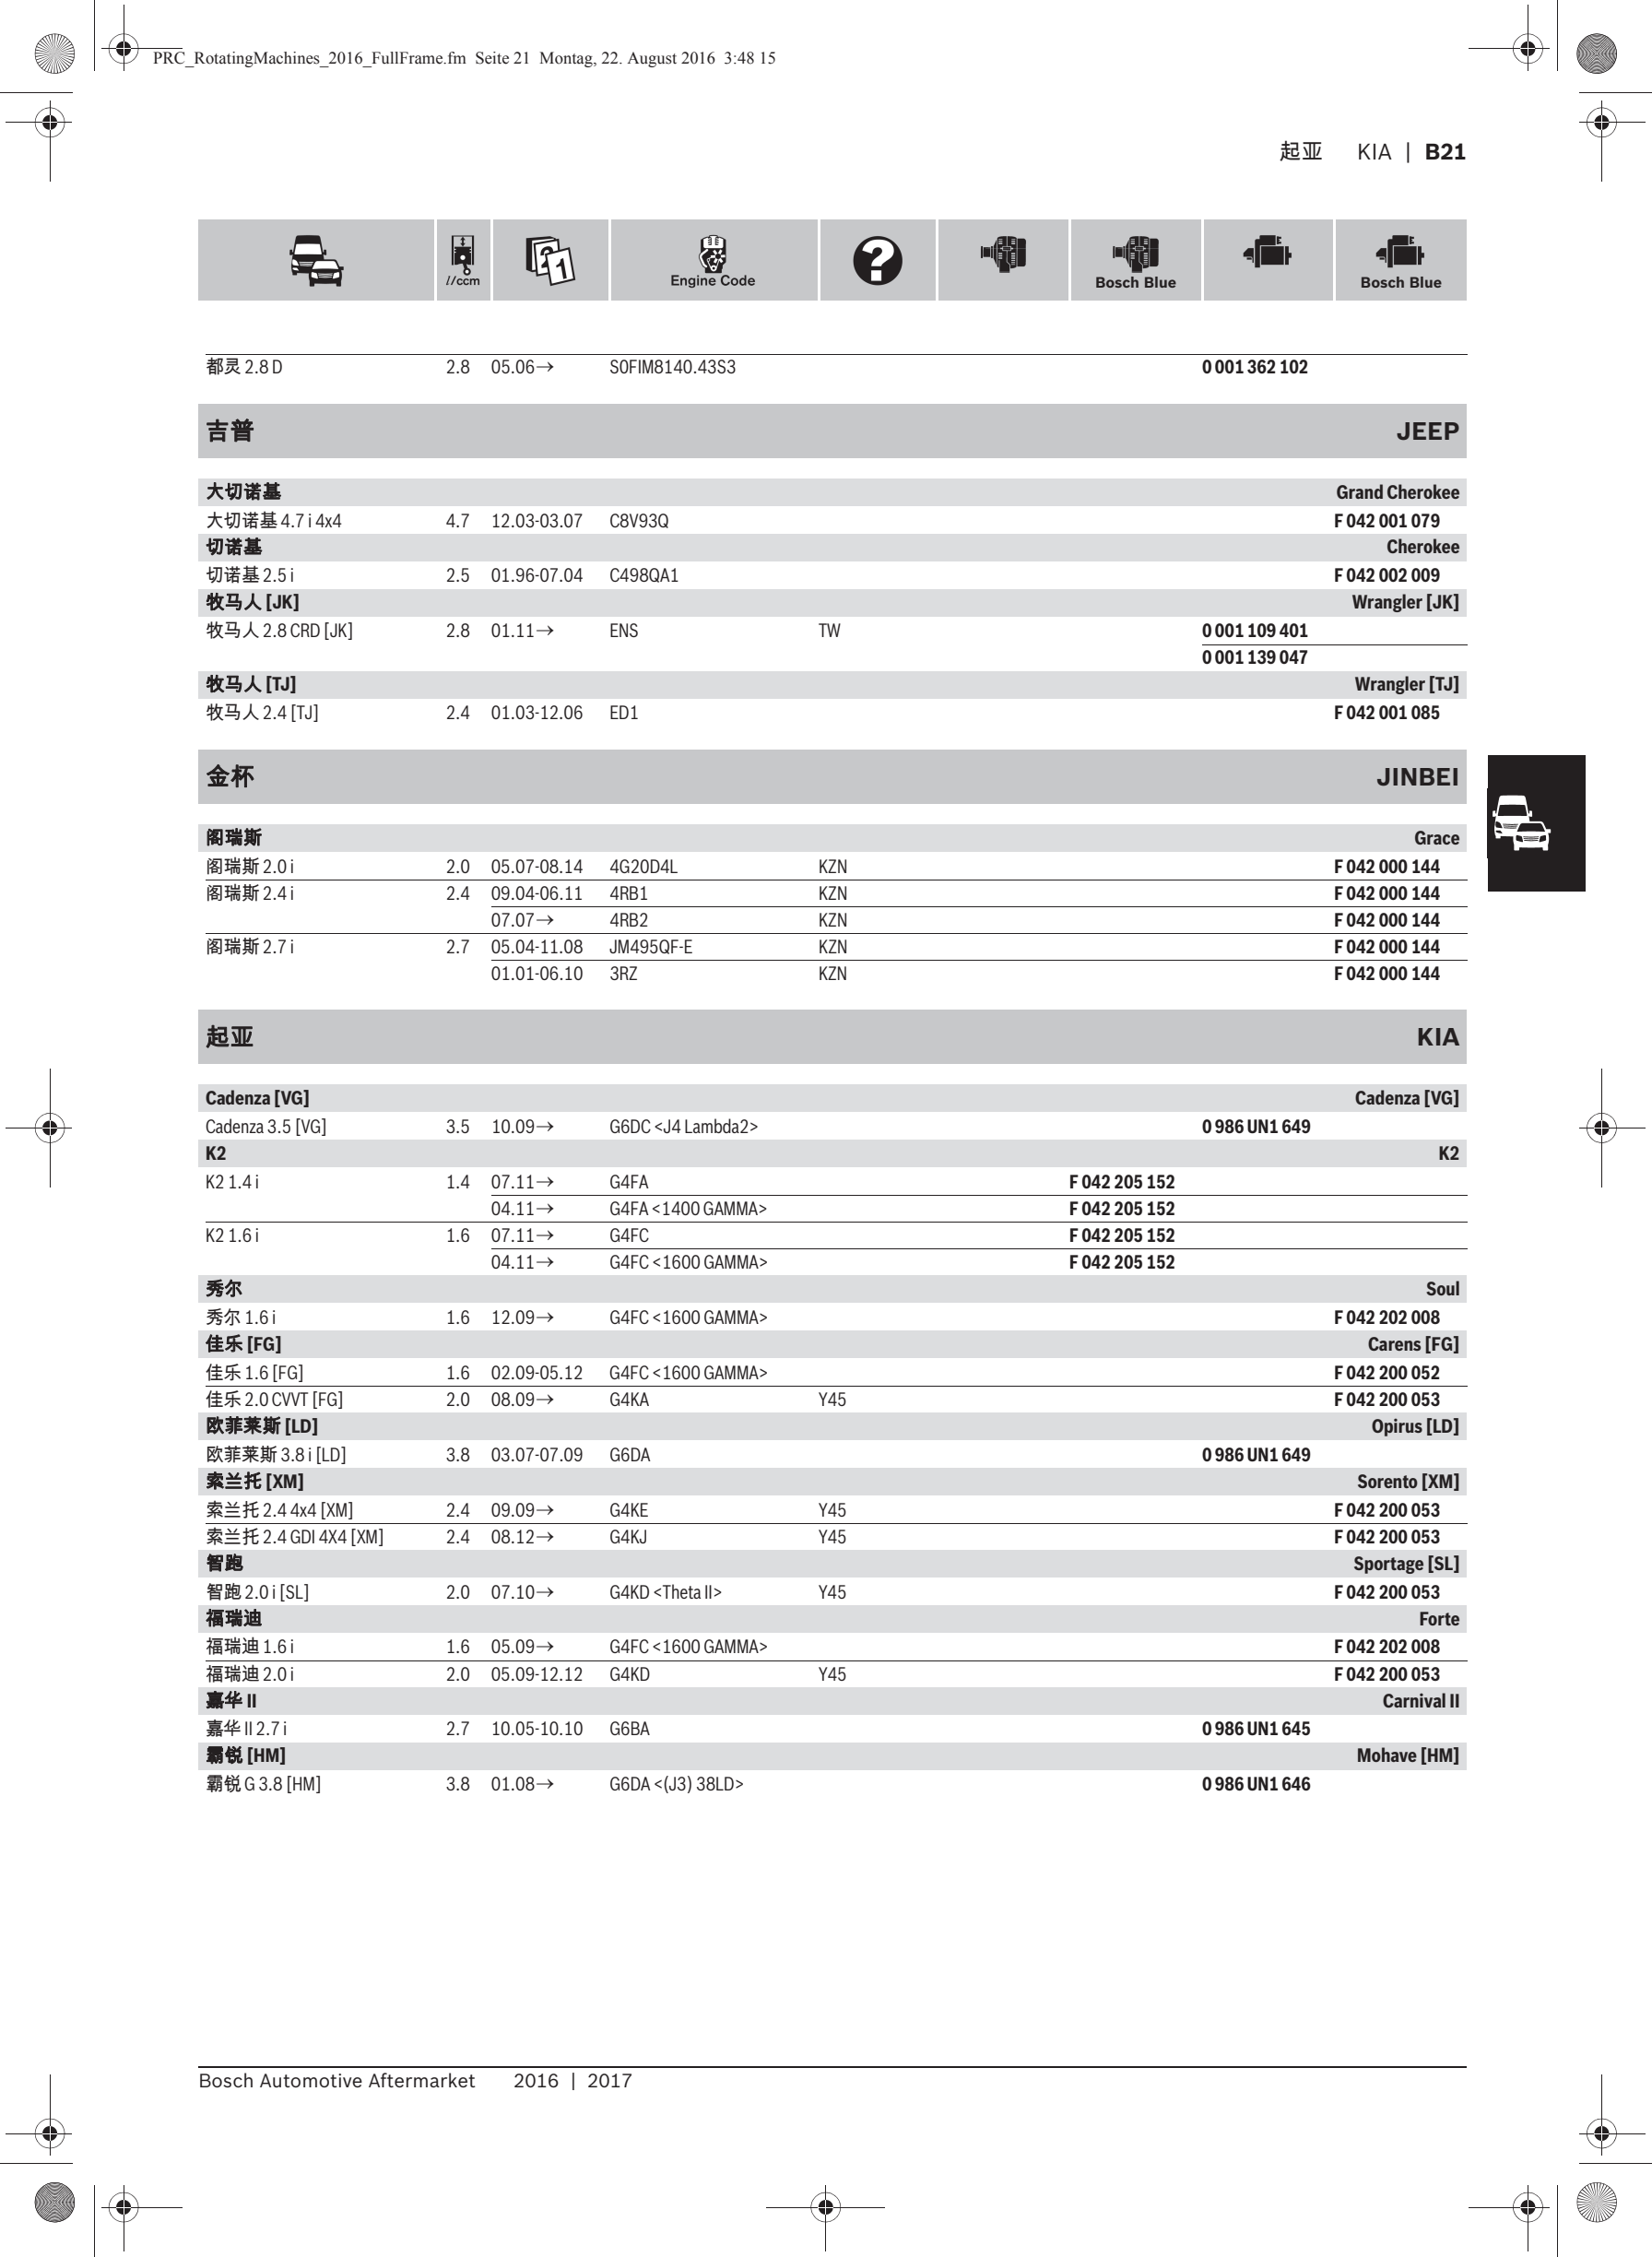 PRC_RotatingMachines_2016_FullFrame.fm Seite 21 Montag, 22. August 2016 3:48 15
起亚 KIA | B21
l/ccm 2 1 Engine Code ? Bosch Blue Bosch Blue
都灵 2.8 D 2.8 05.06→ SOFIM8140.43S3 0 001 362 102
吉普 JEEP
大切诺基 Grand Cherokee
大切诺基 4.7 i 4x4 4.7 12.03-03.07 C8V93Q F 042 001 079
切诺基 Cherokee
切诺基 2.5 i 2.5 01.96-07.04 C498QA1 F 042 002 009
牧马人 [JK] Wrangler [JK]
牧马人 2.8 CRD [JK] 2.8 01.11→ ENS TW 0 001 109 401
0 001 139 047
牧马人 [TJ] Wrangler [TJ]
牧马人 2.4 [TJ] 2.4 01.03-12.06 ED1 F 042 001 085
金杯 JINBEI
阁瑞斯 Grace
阁瑞斯 2.0 i 2.0 05.07-08.14 4G20D4L KZN F 042 000 144
阁瑞斯 2.4 i 2.4 09.04-06.11 4RB1 KZN F 042 000 144
07.07→ 4RB2 KZN F 042 000 144
阁瑞斯 2.7 i 2.7 05.04-11.08 JM495QF-E KZN F 042 000 144
01.01-06.10 3RZ KZN F 042 000 144
起亚 KIA
Cadenza [VG] Cadenza [VG]
Cadenza 3.5 [VG] 3.5 10.09→ G6DC <J4 Lambda2> 0 986 UN1 649
K2 K2
K2 1.4 i 1.4 07.11→ G4FA F 042 205 152
04.11→ G4FA <1400 GAMMA> F 042 205 152
K2 1.6 i 1.6 07.11→ G4FC F 042 205 152
04.11→ G4FC <1600 GAMMA> F 042 205 152
秀尔 Soul
秀尔 1.6 i 1.6 12.09→ G4FC <1600 GAMMA> F 042 202 008
佳乐 [FG] Carens [FG]
佳乐 1.6 [FG] 1.6 02.09-05.12 G4FC <1600 GAMMA> F 042 200 052
佳乐 2.0 CVVT [FG] 2.0 08.09→ G4KA Y45 F 042 200 053
欧菲莱斯 [LD] Opirus [LD]
欧菲莱斯 3.8 i [LD] 3.8 03.07-07.09 G6DA 0 986 UN1 649
索兰托 [XM] Sorento [XM]
索兰托 2.4 4x4 [XM] 2.4 09.09→ G4KE Y45 F 042 200 053
索兰托 2.4 GDI 4X4 [XM] 2.4 08.12→ G4KJ Y45 F 042 200 053
智跑 Sportage [SL]
智跑 2.0 i [SL] 2.0 07.10→ G4KD <Theta II> Y45 F 042 200 053
福瑞迪 Forte
福瑞迪 1.6 i 1.6 05.09→ G4FC <1600 GAMMA> F 042 202 008
福瑞迪 2.0 i 2.0 05.09-12.12 G4KD Y45 F 042 200 053
嘉华 II Carnival II
嘉华 II 2.7 i 2.7 10.05-10.10 G6BA 0 986 UN1 645
霸锐 [HM] Mohave [HM]
霸锐 G 3.8 [HM] 3.8 01.08→ G6DA <(J3) 38LD> 0 986 UN1 646
Bosch Automotive Aftermarket 2016 | 2017